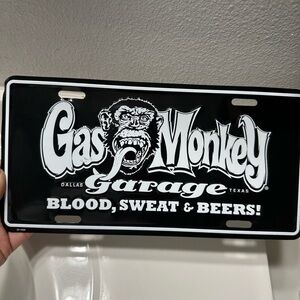 Gas Monkey
DALLAS Garage TEXAS ®
BLOOD, SWEAT & BEERS!